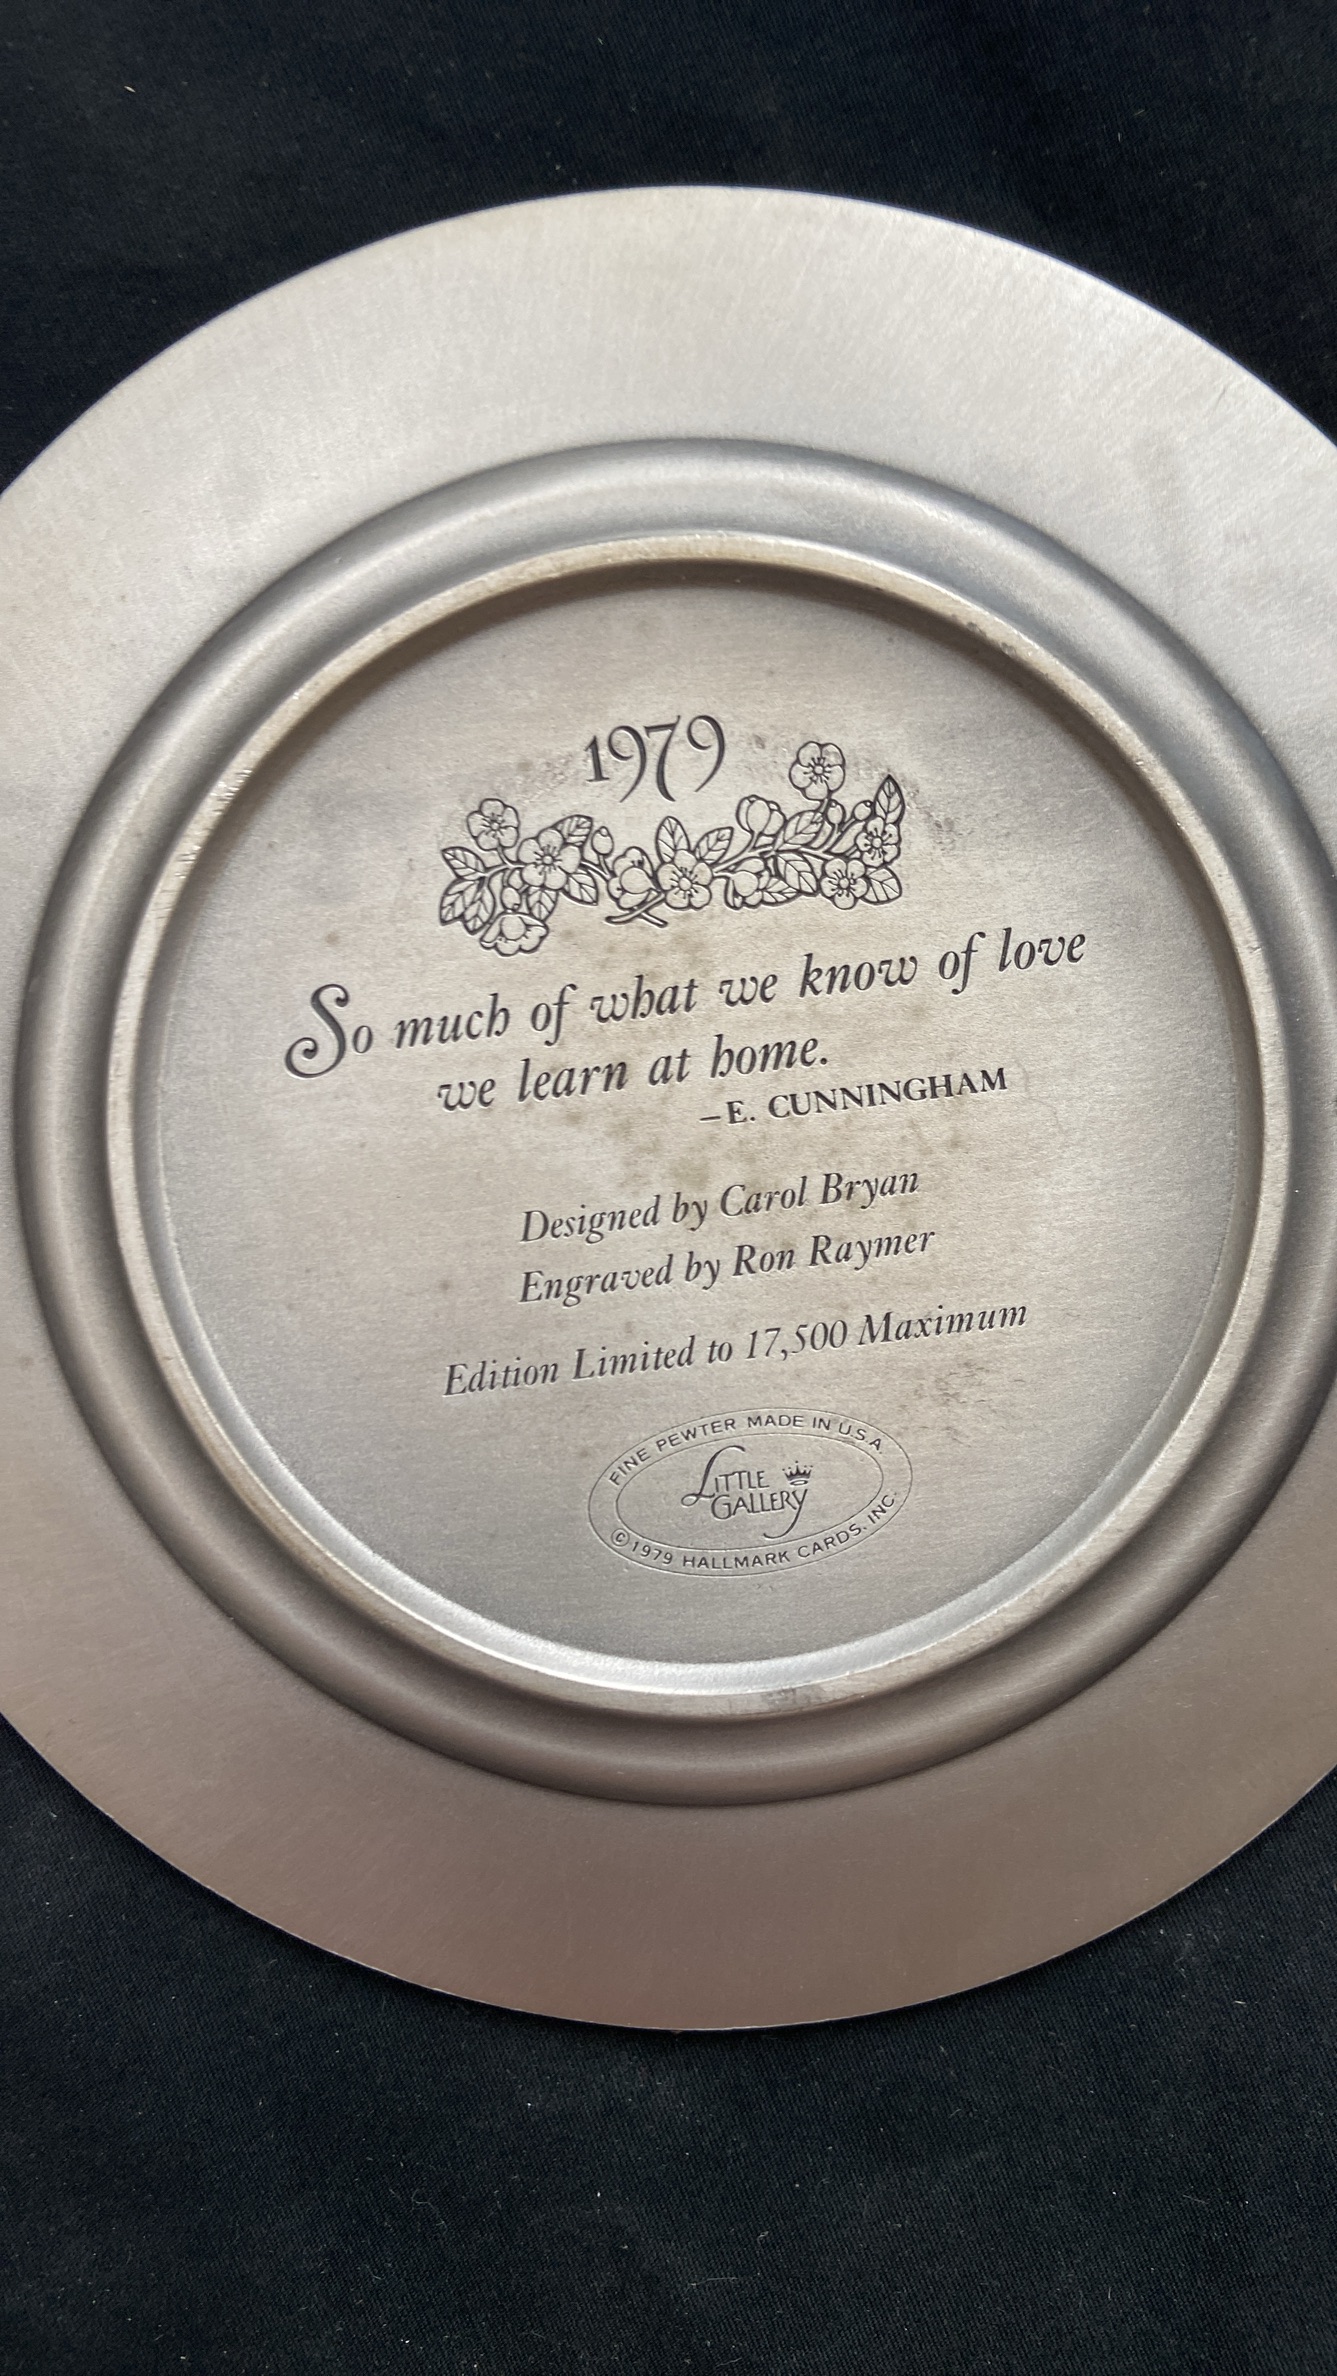 1979
So much of what we know of love
we learn at home.
–E. CUNNINGHAM
Designed by Carol Bryan
Engraved by Ron Raymer
Edition Limited to 17,500 Maximum
FINE PEWTER MADE IN U.S.A.
LITTLE
GALLERY
©1979 HALLMARK CARDS, INC.